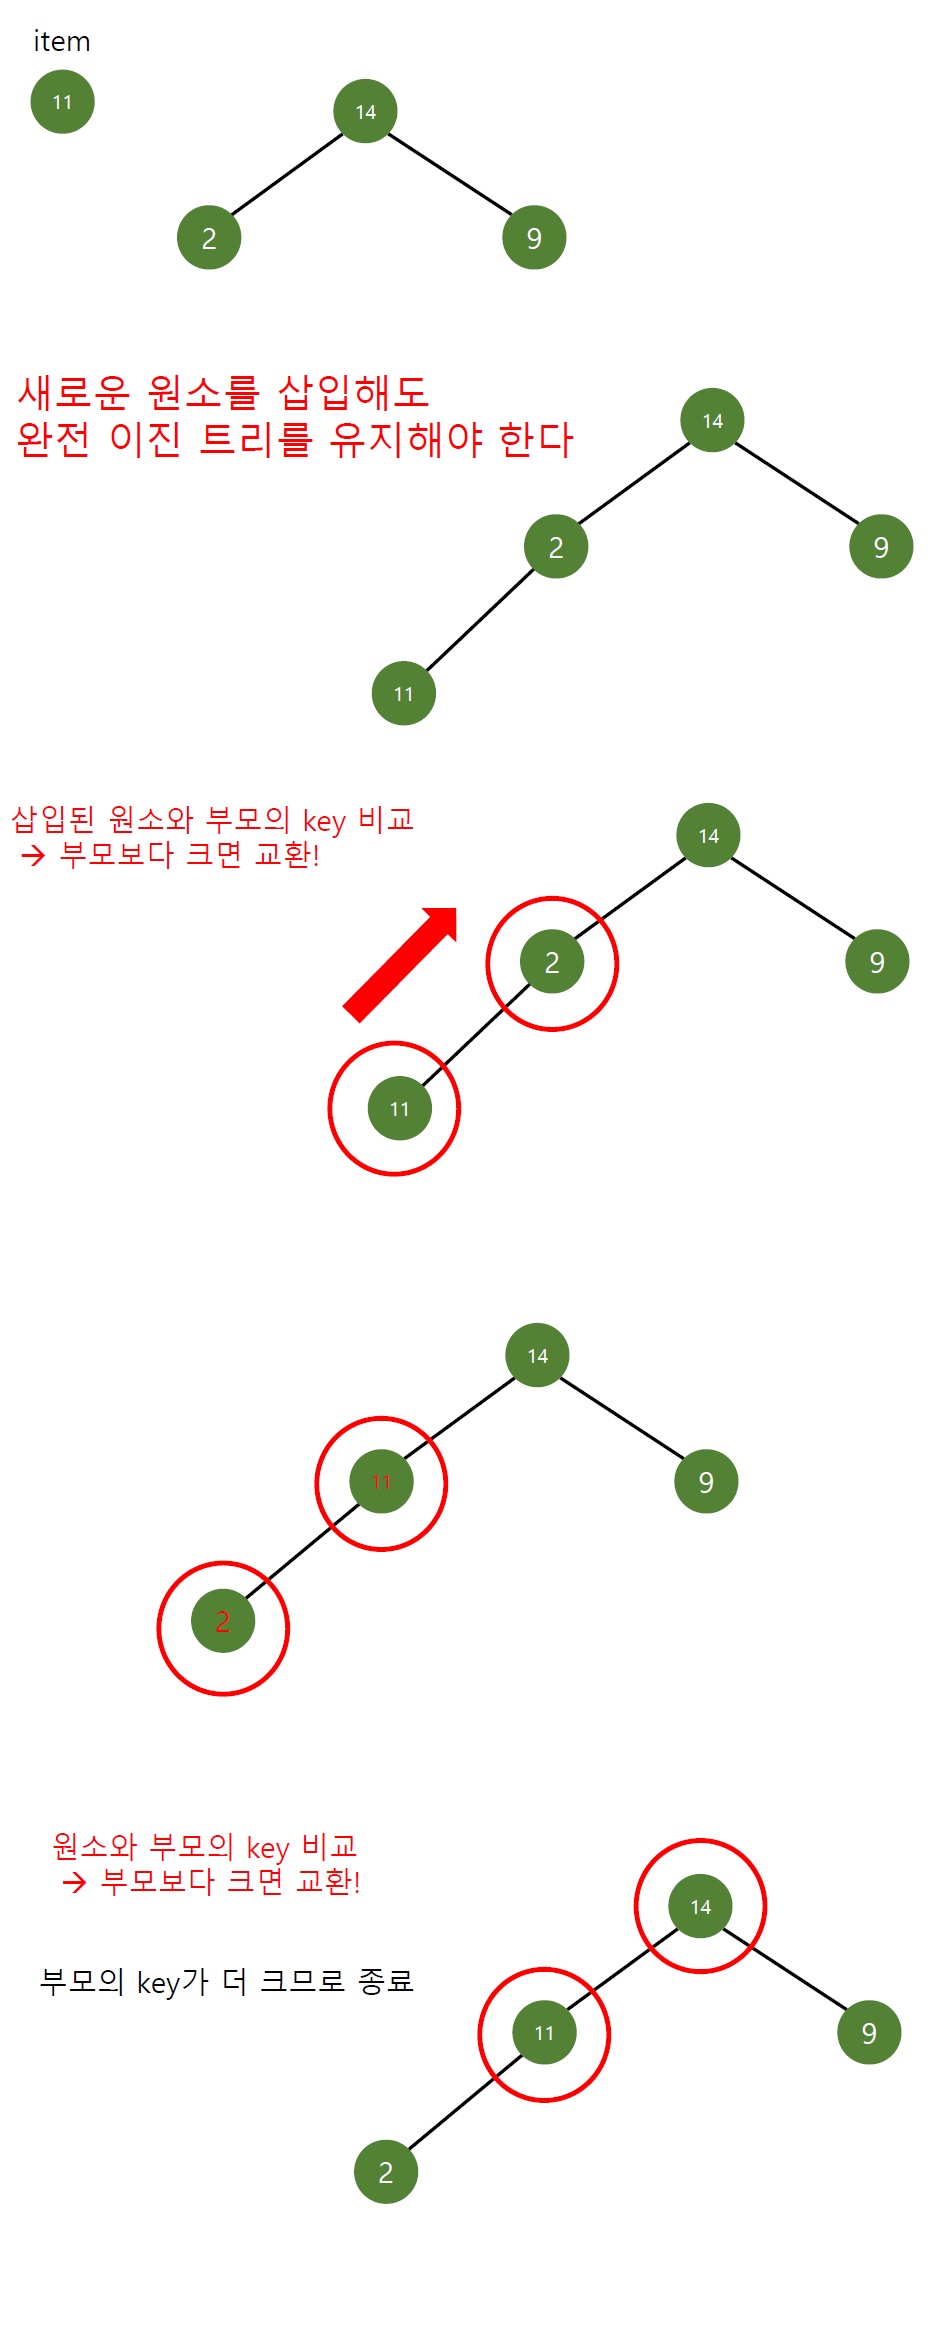 item
11
14
2
9
새로운 원소를 삽입해도
완전 이진 트리를 유지해야 한다
14
2
9
11
삽입된 원소와 부모의 key 비교
→ 부모보다 크면 교환!
14
2
9
11
14
11
9
2
원소와 부모의 key 비교
→ 부모보다 크면 교환!
14
부모의 key가 더 크므로 종료
11
9
2